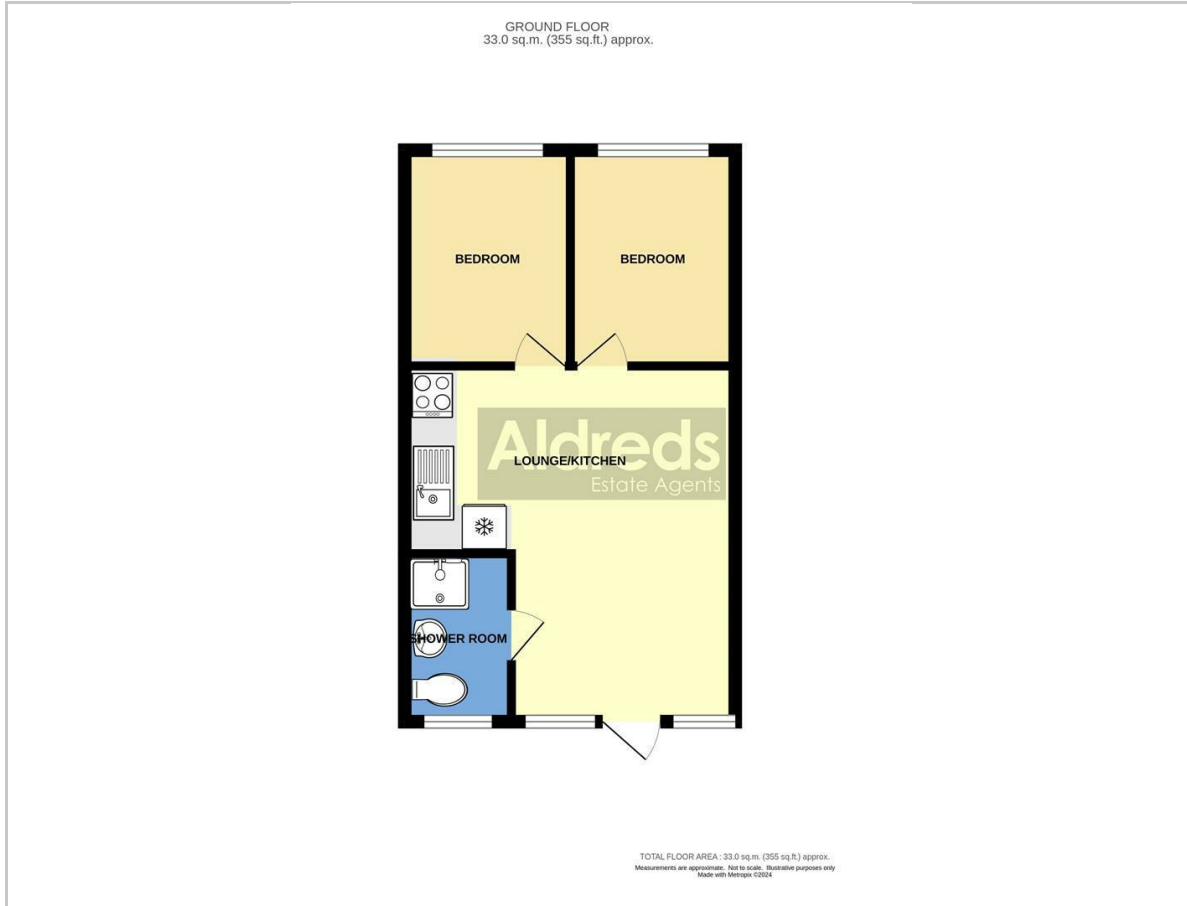 GROUND FLOOR
33.0 sq.m. (355 sq.ft.) approx.
BEDROOM
BEDROOM
Aldreds
LOUNGE/KITCHEN
Estate Agents
SHOWER ROOM
TOTAL FLOOR AREA : 33.0 sq.m. (355 sq.ft.) approx.
Measurements are approximate. Not to scale. Illustrative purposes only
Made with Metropix ©2024